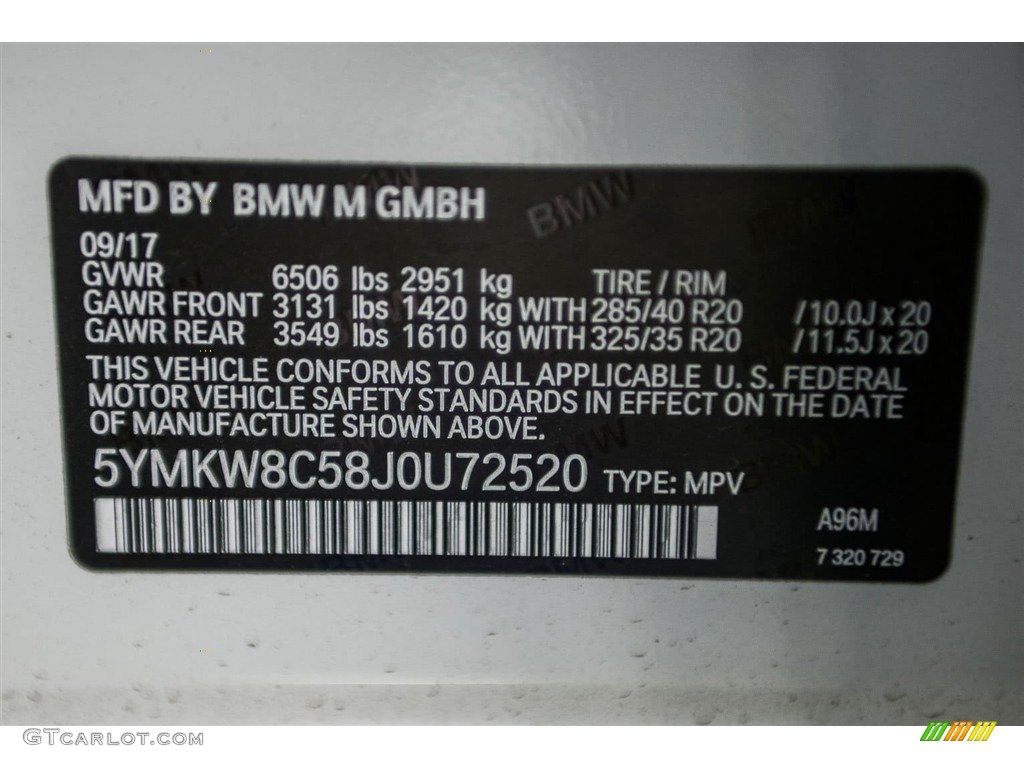 MFD BY BMW M GMBH
BMW
09/17
GVWR 6506 lbs 2951 kg TIRE / RIM
GAWR FRONT 3131 lbs 1420 kg WITH 285/40 R20 / 10.0J x 20
GAWR REAR 3549 lbs 1610 kg WITH 325/35 R20 / 11.5J x 20
THIS VEHICLE CONFORMS TO ALL APPLICABLE U. S. FEDERAL
MOTOR VEHICLE SAFETY STANDARDS IN EFFECT ON THE DATE
OF MANUFACTURE SHOWN ABOVE.
BMW
5YMKW8C58J0U72520 TYPE: MPV
A96M
7 320 729
GTCarLot.com